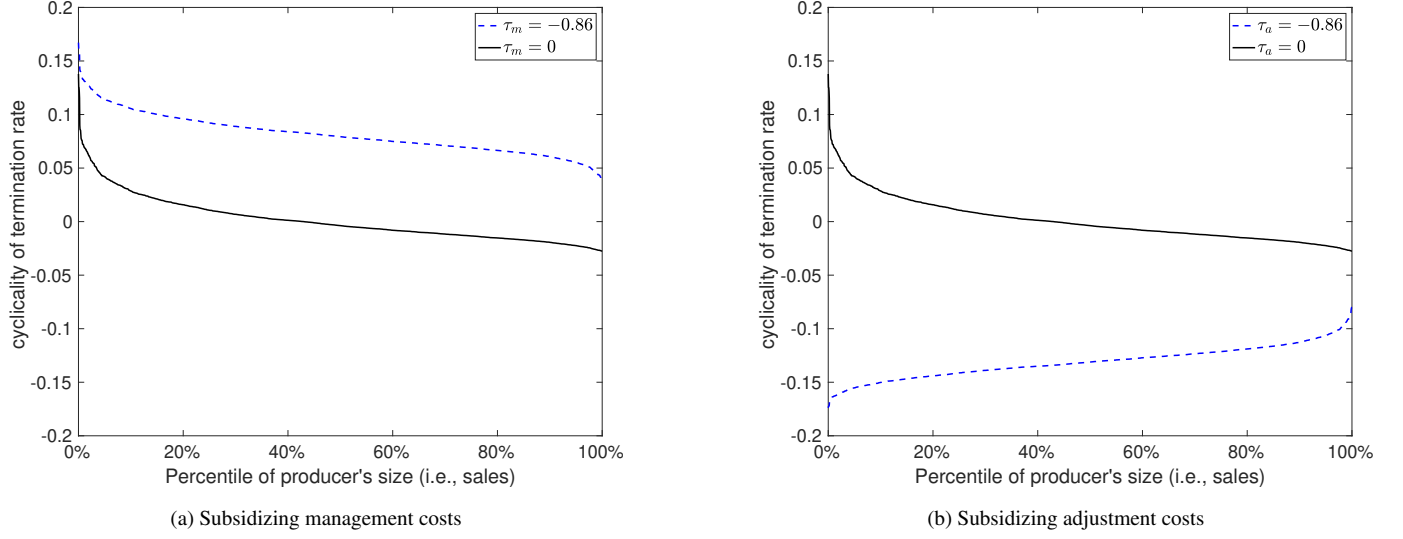 0.2
0.15
0.1
0.05
0
-0.05
-0.1
-0.15
-0.2
cyclicality of termination rate
τm = −0.86
τm = 0
0% 20% 40% 60% 80% 100%
Percentile of producer's size (i.e., sales)
(a) Subsidizing management costs
0.2
0.15
0.1
0.05
0
-0.05
-0.1
-0.15
-0.2
cyclicality of termination rate
τa = −0.86
τa = 0
0% 20% 40% 60% 80% 100%
Percentile of producer's size (i.e., sales)
(b) Subsidizing adjustment costs